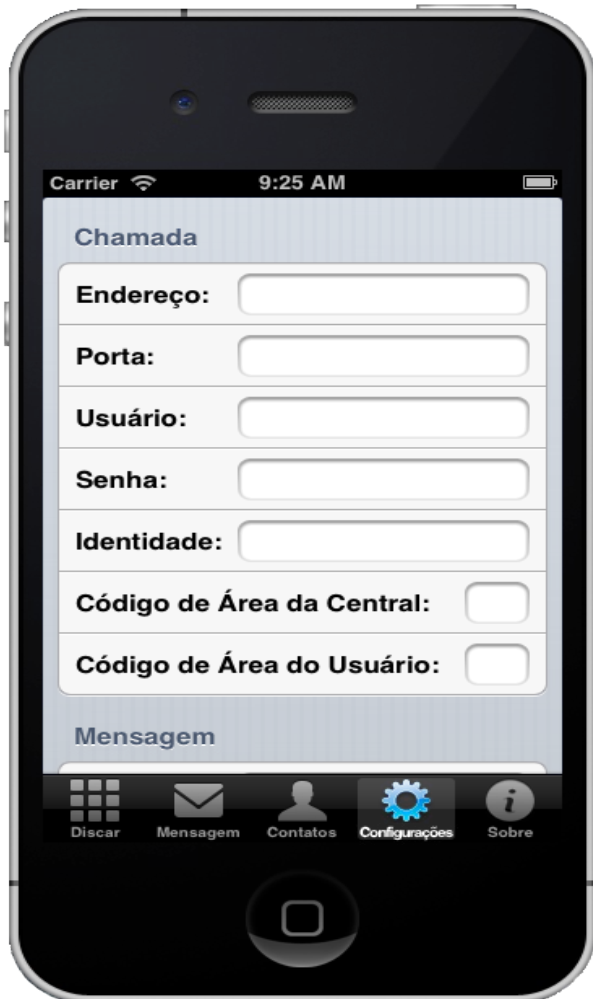 Carrier 9:25 AM
Chamada
Endereço:
Porta:
Usuário:
Senha:
Identidade:
Código de Área da Central:
Código de Área do Usuário:
Mensagem
Discar Mensagem Contatos Configurações Sobre